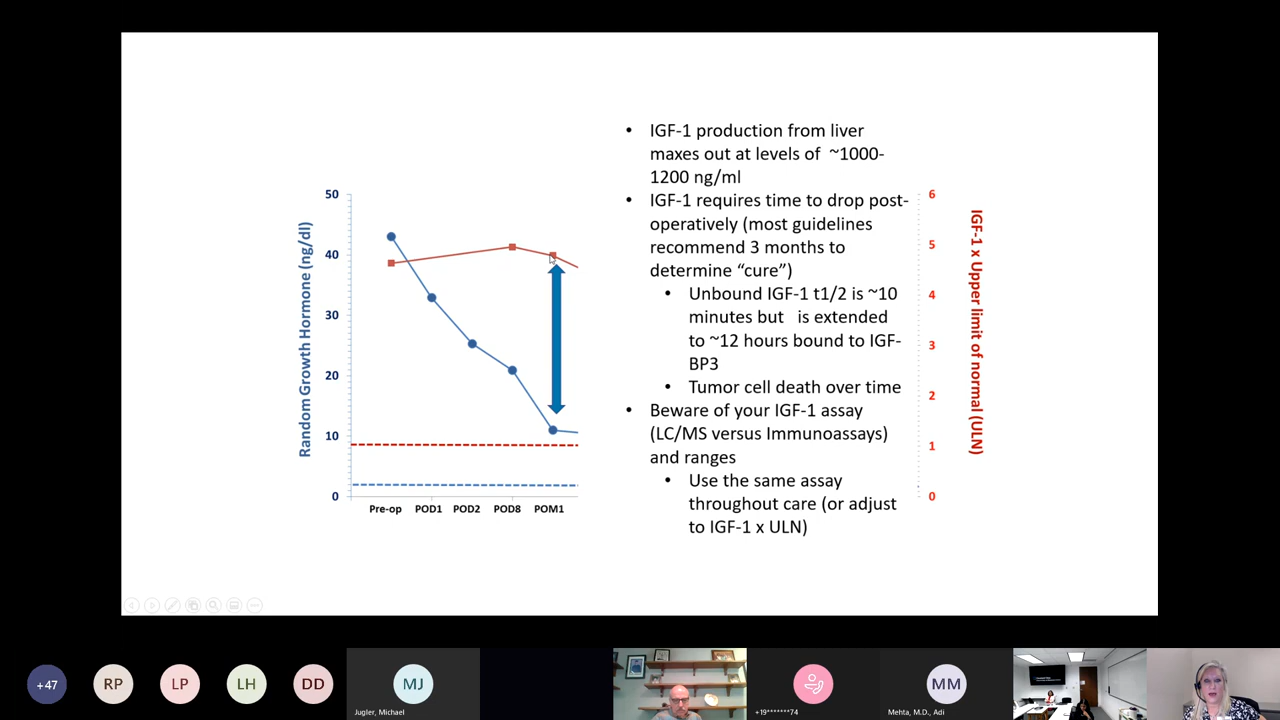 • IGF-1 production from liver
maxes out at levels of ~1000-
1200 ng/ml
• IGF-1 requires time to drop post-
operatively (most guidelines
recommend 3 months to
determine “cure”)
• Unbound IGF-1 t1/2 is ~10
minutes but is extended
to ~12 hours bound to IGF-
BP3
• Tumor cell death over time
• Beware of your IGF-1 assay
(LC/MS versus Immunoassays)
and ranges
• Use the same assay
throughout care (or adjust
to IGF-1 x ULN)
Random Growth Hormone (ng/dl)
50
40
30
20
10
0
Pre-op POD1 POD2 POD8 POM1
6
5
4
3
2
1
0
IGF-1 x Upper limit of normal (ULN)
+47
RP
LP
LH
DD
MJ
Jugler, Michael
+19*******74
MM
Mehta, M.D., Adi